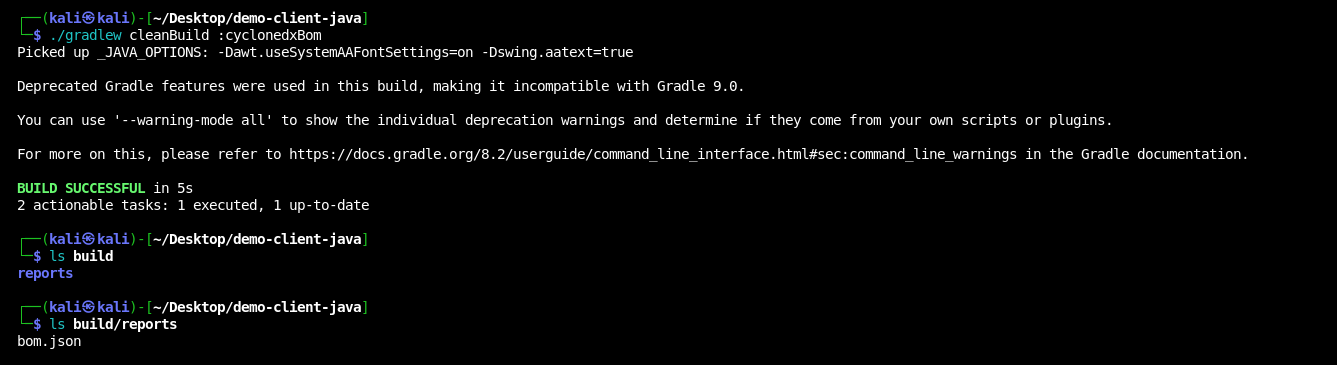 ┌──(kali㉿kali)-[~/Desktop/demo-client-java]
└─$ ./gradlew cleanBuild :cyclonedxBom
Picked up _JAVA_OPTIONS: -Dawt.useSystemAAFontSettings=on -Dswing.aatext=true
Deprecated Gradle features were used in this build, making it incompatible with Gradle 9.0.
You can use '--warning-mode all' to show the individual deprecation warnings and determine if they come from your own scripts or plugins.
For more on this, please refer to https://docs.gradle.org/8.2/userguide/command_line_interface.html#sec:command_line_warnings in the Gradle documentation.
BUILD SUCCESSFUL in 5s
2 actionable tasks: 1 executed, 1 up-to-date
┌──(kali㉿kali)-[~/Desktop/demo-client-java]
└─$ ls build
reports
┌──(kali㉿kali)-[~/Desktop/demo-client-java]
└─$ ls build/reports
bom.json